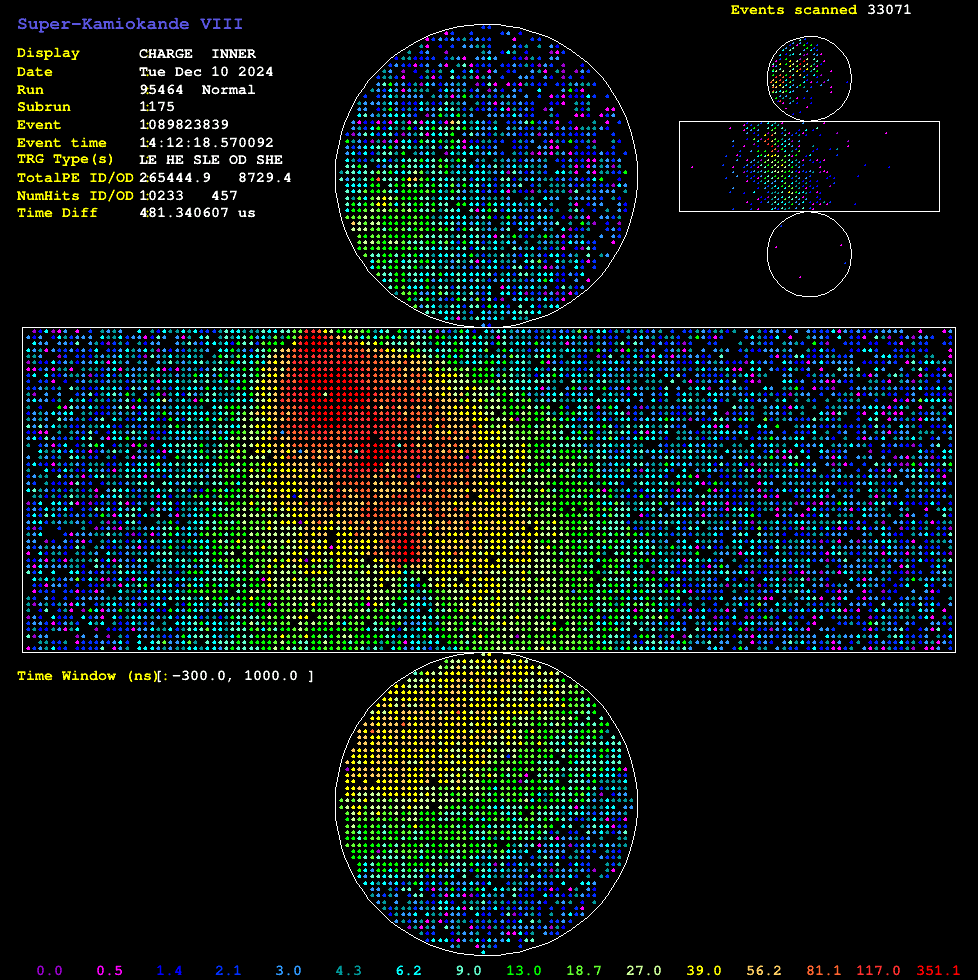 Super-Kamiokande VIII
Events scanned 33071
Display CHARGE INNER
Date Tue Dec 10 2024
Run 95464 Normal
Subrun 1175
Event 1089823839
Event time 14:12:18.570092
TRG Type(s) LE HE SLE OD SHE
TotalPE ID/OD 265444.9 8729.4
NumHits ID/OD 10233 457
Time Diff 481.340607 us
Time Window (ns)[:-300.0, 1000.0 ]
0.0 0.5 1.4 2.1 3.0 4.3 6.2 9.0 13.0 18.7 27.0 39.0 56.2 81.1 117.0 351.1